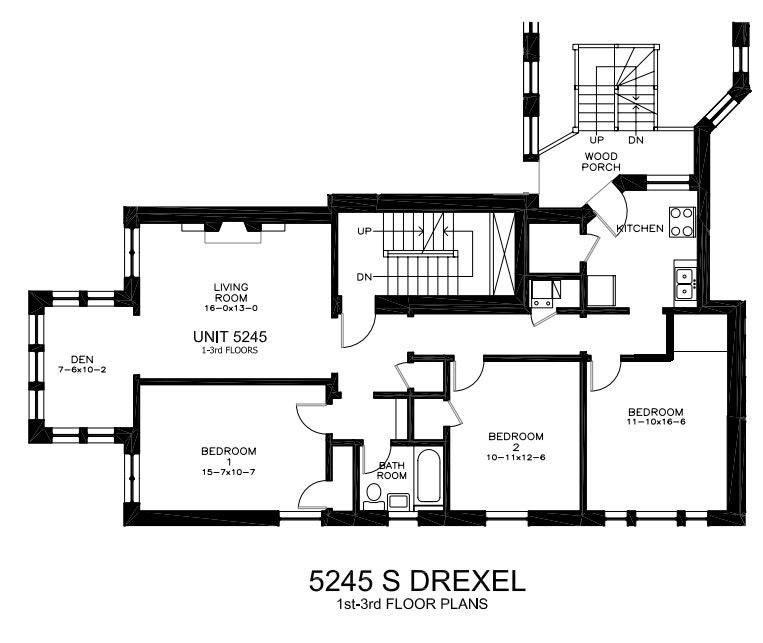 UP DN
WOOD
PORCH
KITCHEN
UP
DN
LIVING
ROOM
16-0x13-0
UNIT 5245
1-3rd FLOORS
DEN
7-6x10-2
BEDROOM
1
15-7x10-7
BATH
ROOM
BEDROOM
2
10-11x12-6
BEDROOM
11-10x16-6
5245 S DREXEL
1st-3rd FLOOR PLANS